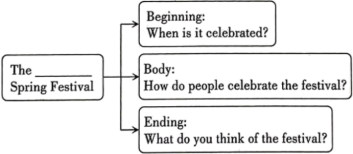 The ________
Spring Festival
Beginning:
When is it celebrated?
Body:
How do people celebrate the festival?
Ending:
What do you think of the festival?